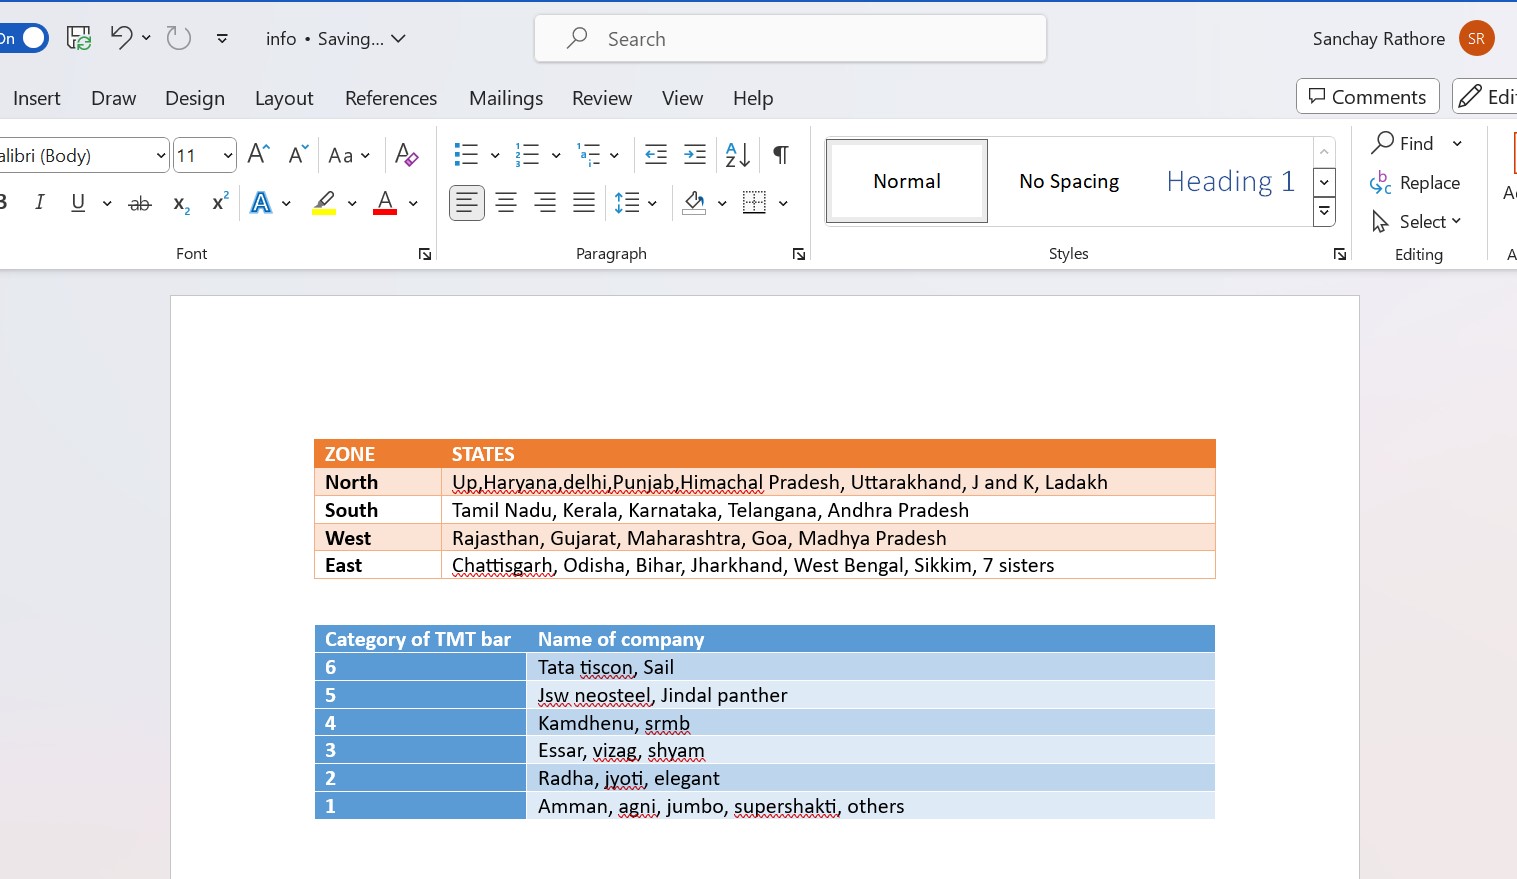 On info • Saving... Search Sanchay Rathore SR
Insert Draw Design Layout References Mailings Review View Help Comments Edi
alibri (Body) 11 A A Aa A A Z ¶ Normal No Spacing Heading 1 Find
B I U ab x2 x2 A A Replace
Select
Font Paragraph Styles Editing
ZONE STATES
North Up,Haryana,delhi,Punjab,Himachal Pradesh, Uttarakhand, J and K, Ladakh
South Tamil Nadu, Kerala, Karnataka, Telangana, Andhra Pradesh
West Rajasthan, Gujarat, Maharashtra, Goa, Madhya Pradesh
East Chattisgarh, Odisha, Bihar, Jharkhand, West Bengal, Sikkim, 7 sisters
Category of TMT bar Name of company
6 Tata tiscon, Sail
5 Jsw neosteel, Jindal panther
4 Kamdhenu, srmb
3 Essar, vizag, shyam
2 Radha, jyoti, elegant
1 Amman, agni, jumbo, supershakti, others